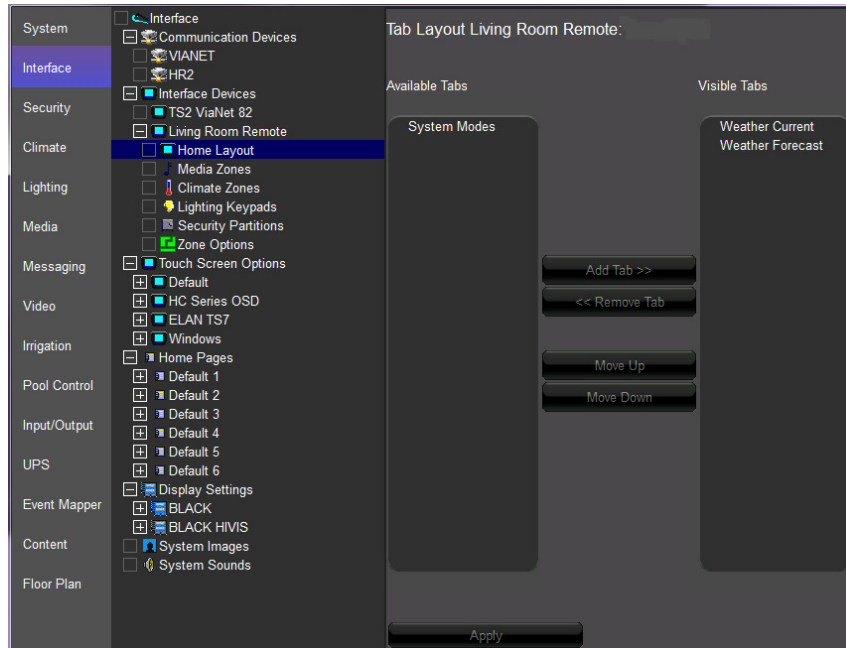 System
Interface
Security
Climate
Lighting
Media
Messaging
Video
Irrigation
Pool Control
Input/Output
UPS
Event Mapper
Content
Floor Plan
Interface
Communication Devices
VIANET
HR2
Interface Devices
TS2 ViaNet 82
Living Room Remote
Home Layout
Media Zones
Climate Zones
Lighting Keypads
Security Partitions
Zone Options
Touch Screen Options
Default
HC Series OSD
ELAN TS7
Windows
Home Pages
Default 1
Default 2
Default 3
Default 4
Default 5
Default 6
Display Settings
BLACK
BLACK HIVIS
System Images
System Sounds
Tab Layout Living Room Remote:
Available Tabs
System Modes
Add Tab >>
<< Remove Tab
Move Up
Move Down
Visible Tabs
Weather Current
Weather Forecast
Apply